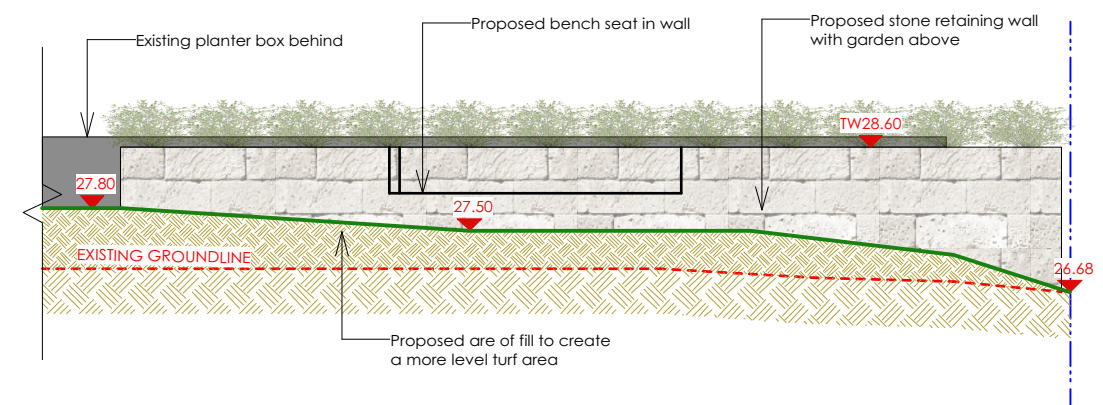 Existing planter box behind
Proposed bench seat in wall
Proposed stone retaining wall
with garden above
TW28.60
27.80
27.50
EXISTING GROUNDLINE
26.68
Proposed are of fill to create
a more level turf area